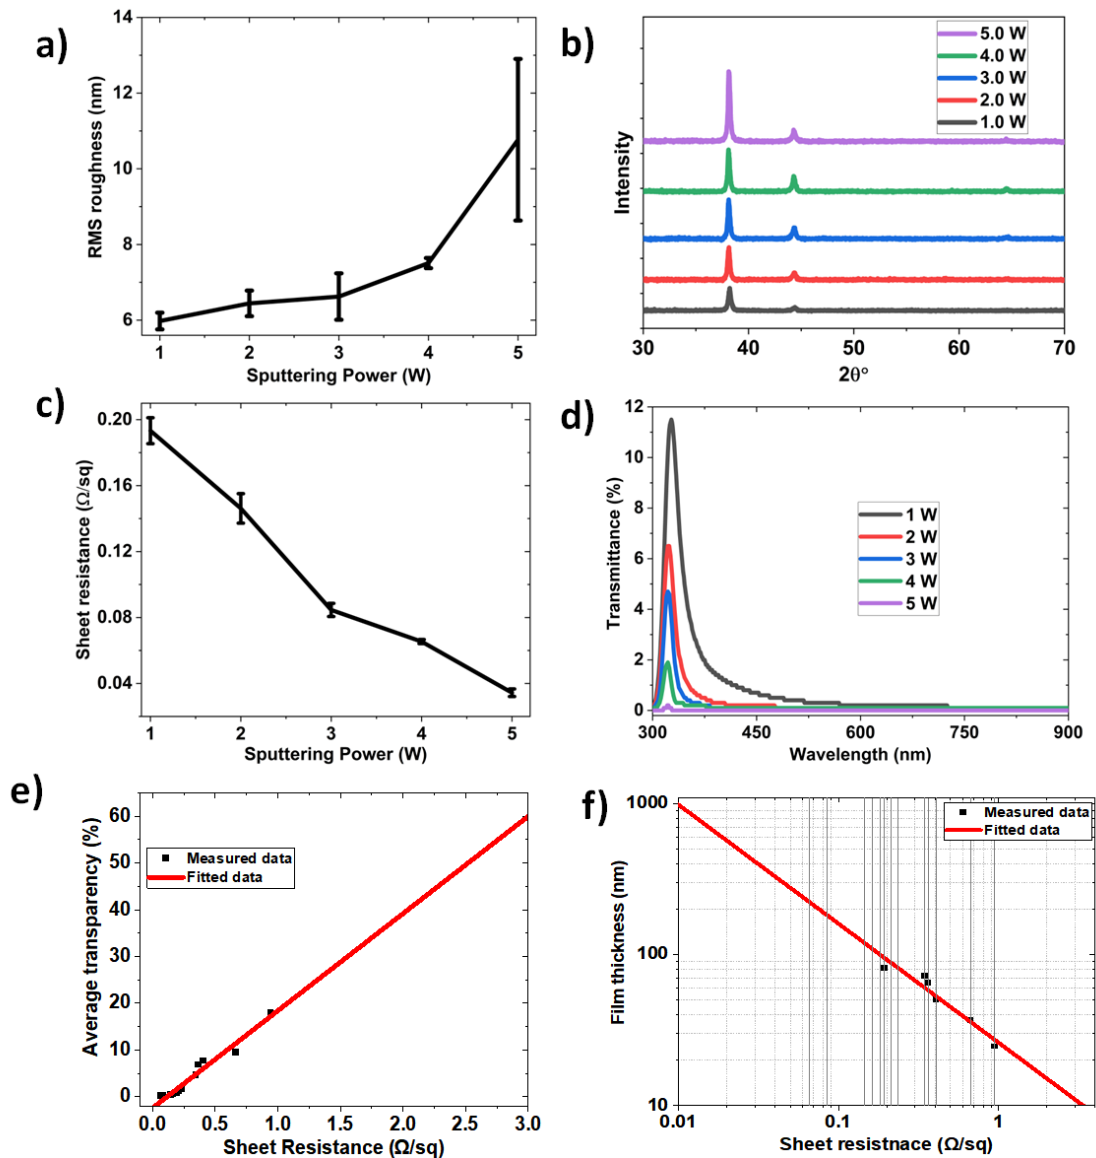 a)
14
12
10
8
6
RMS roughness (nm)
1 2 3 4 5
Sputtering Power (W)
b)
5.0 W
4.0 W
3.0 W
2.0 W
1.0 W
Intensity
30 40 50 60 70
2θ°
c)
0.20
0.16
0.12
0.08
0.04
Sheet resistance (Ω/sq)
1 2 3 4 5
Sputtering Power (W)
d)
12
10
8
6
4
2
0
Transmittance (%)
1 W
2 W
3 W
4 W
5 W
300 450 600 750 900
Wavelength (nm)
e)
60
50
40
30
20
10
0
Average transparency (%)
Measured data
Fitted data
0.0 0.5 1.0 1.5 2.0 2.5 3.0
Sheet Resistance (Ω/sq)
f)
1000
100
10
Film thickness (nm)
Measured data
Fitted data
0.01 0.1 1
Sheet resistnace (Ω/sq)